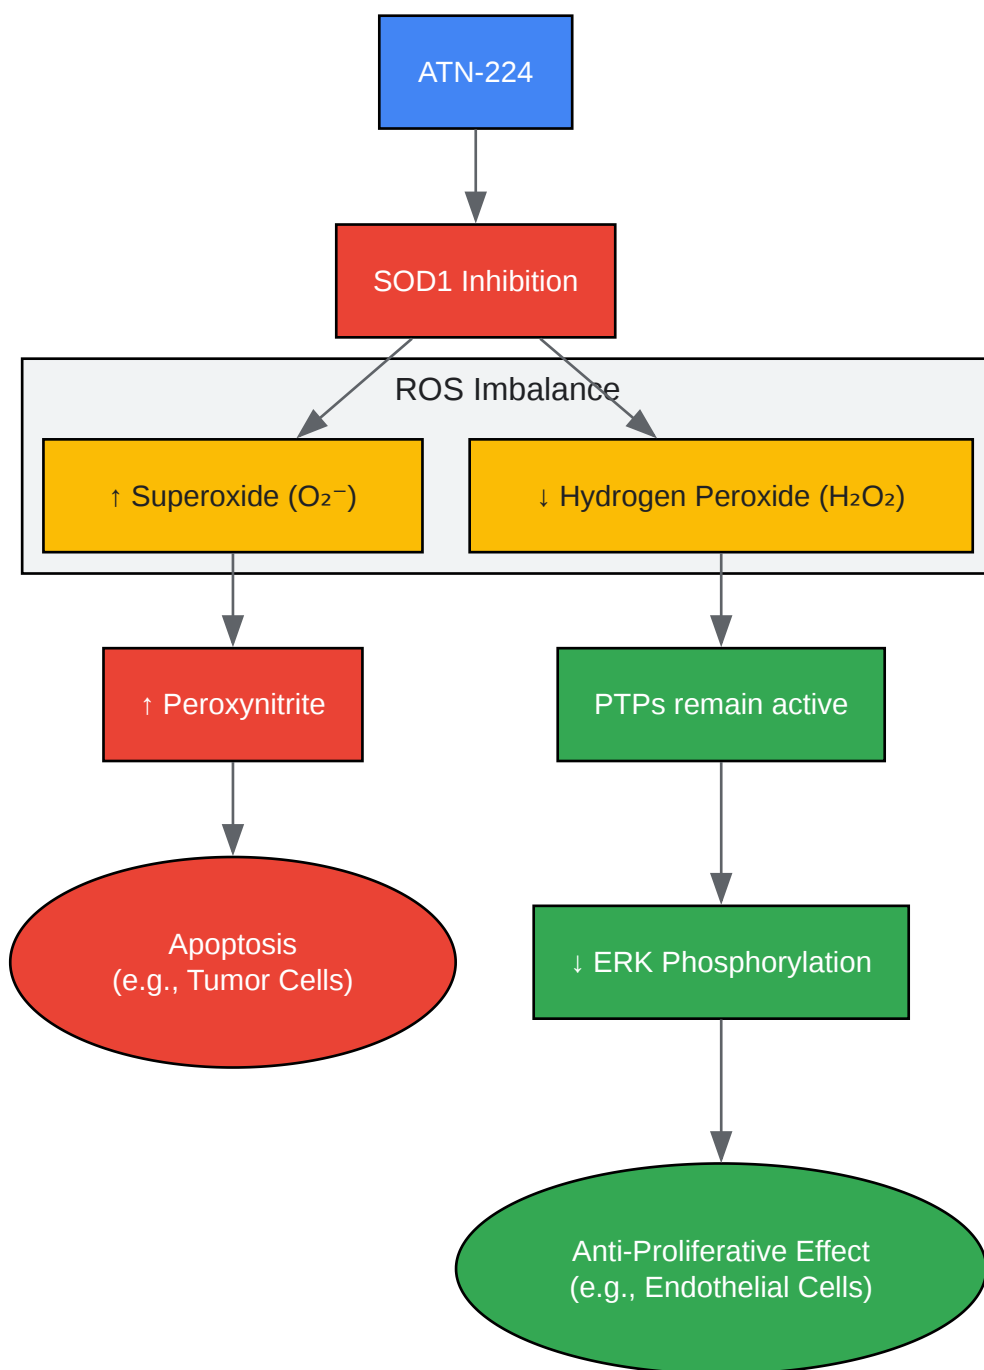 ATN-224
SOD1 Inhibition
ROS Imbalance
↑ Superoxide (O₂⁻)
↓ Hydrogen Peroxide (H₂O₂)
↑ Peroxynitrite
PTPs remain active
Apoptosis
(e.g., Tumor Cells)
↓ ERK Phosphorylation
Anti-Proliferative Effect
(e.g., Endothelial Cells)